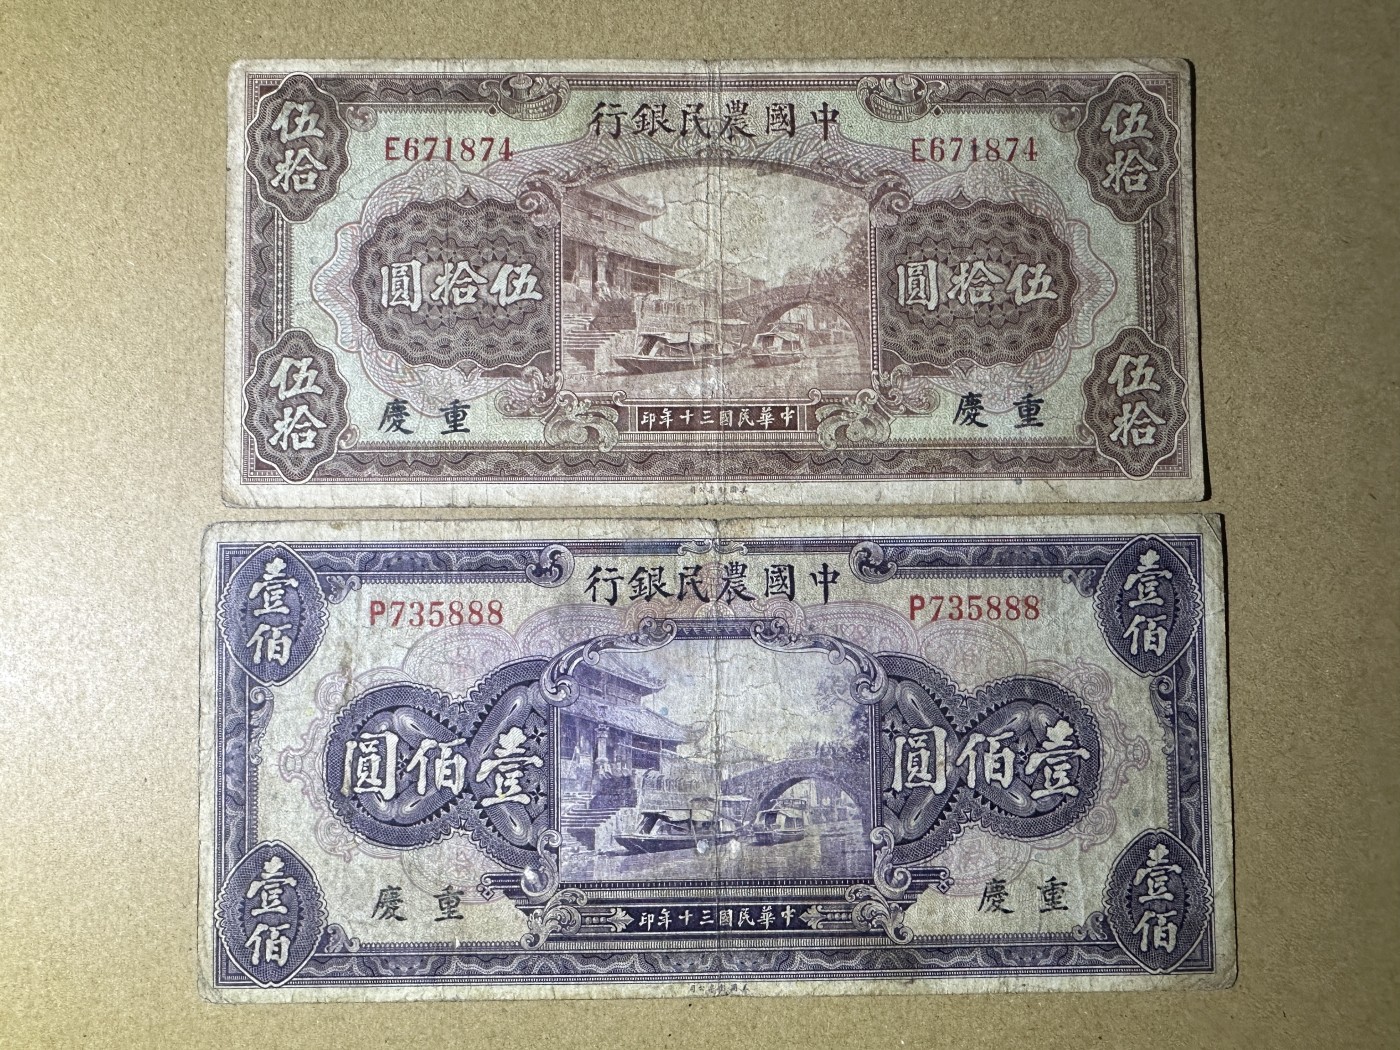 中國農民銀行
E671874
E671874
伍拾
伍拾
伍拾圓
伍拾圓
伍拾
伍拾
重慶
重慶
中華民國三十年印
中國農民銀行
P735888
P735888
壹佰
壹佰
壹佰圓
壹佰圓
壹佰
壹佰
重慶
重慶
中華民國三十年印